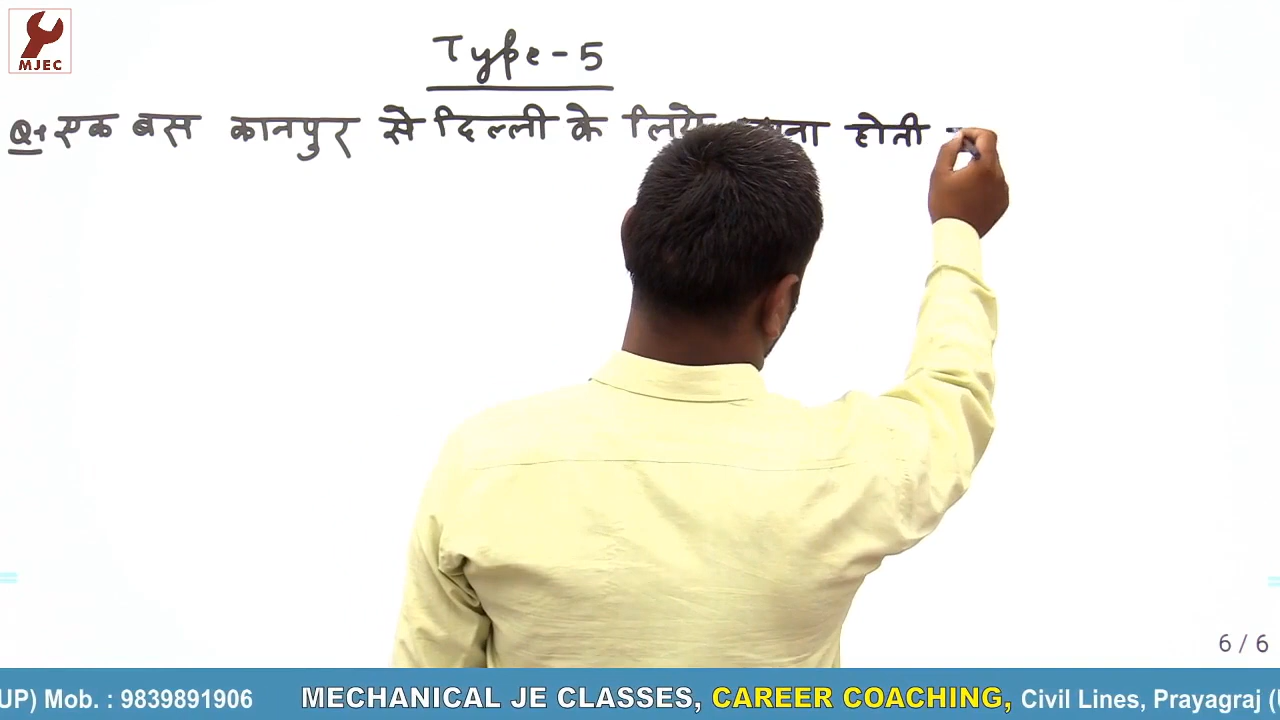 MJEC
Type-5
Q. एक बस कानपुर से दिल्ली के लिये होती
6 / 6
UP) Mob. : 9839891906 MECHANICAL JE CLASSES, CAREER COACHING, Civil Lines, Prayagraj (